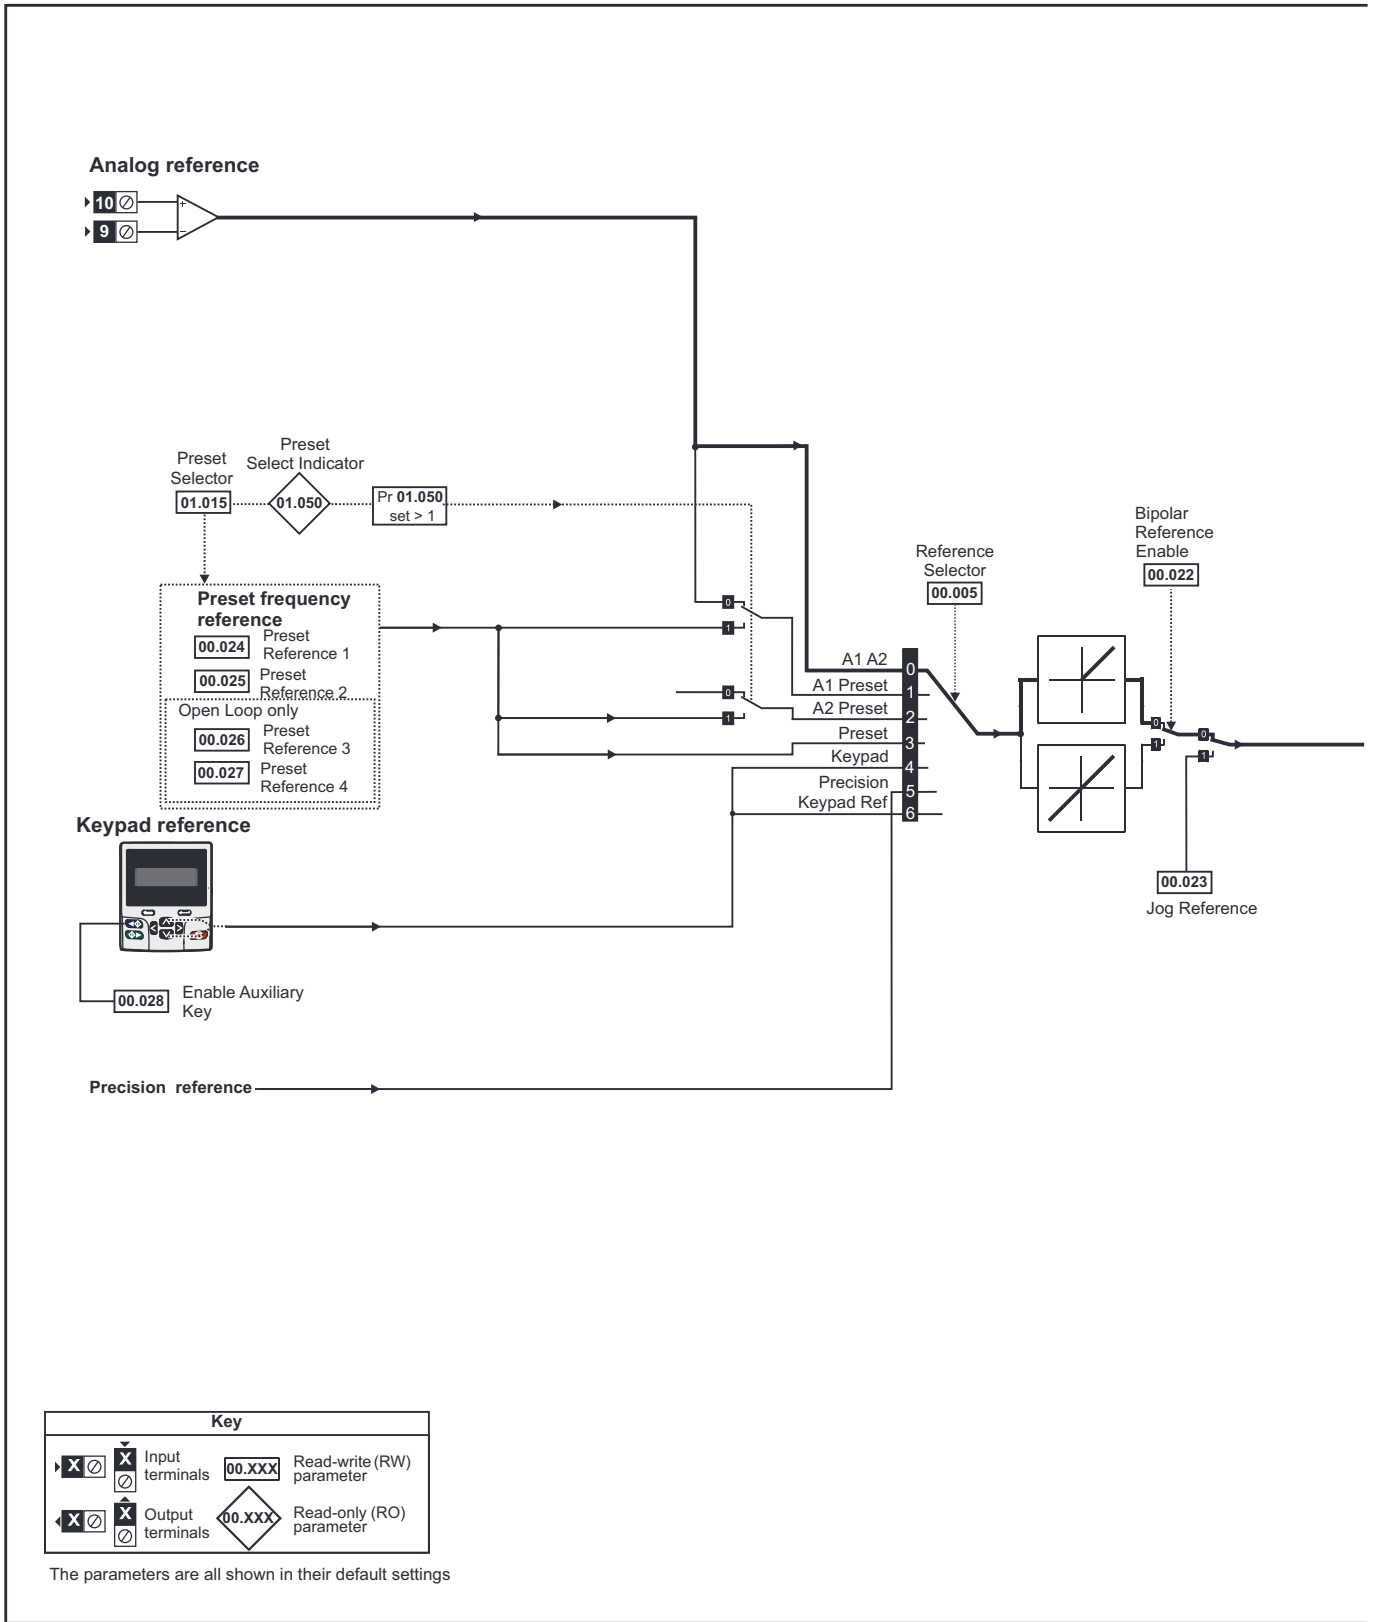 Analog reference
10
+
9
−
Preset
Select Indicator
Preset
Selector
01.015
01.050
Pr 01.050
set > 1
Preset frequency
reference
00.024
Preset
Reference 1
00.025
Preset
Reference 2
Open Loop only
00.026
Preset
Reference 3
00.027
Preset
Reference 4
0
1
0
1
A1 A2
0
A1 Preset
1
A2 Preset
2
Preset
3
Keypad
4
Precision
5
Keypad Ref
6
Reference
Selector
00.005
Bipolar
Reference
Enable
00.022
0
1
0
1
00.023
Jog Reference
Keypad reference
00.028
Enable Auxiliary
Key
Precision reference
Key
X
X
Input
terminals
00.XXX
Read-write (RW)
parameter
X
X
Output
terminals
00.XXX
Read-only (RO)
parameter
The parameters are all shown in their default settings